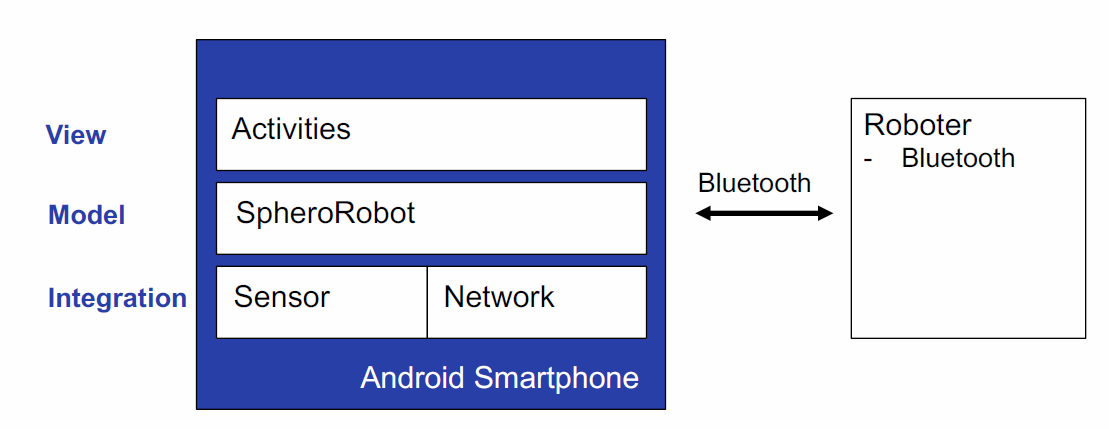 View
Activities
Model
SpheroRobot
Integration
Sensor
Network
Android Smartphone
Bluetooth
Roboter
- Bluetooth